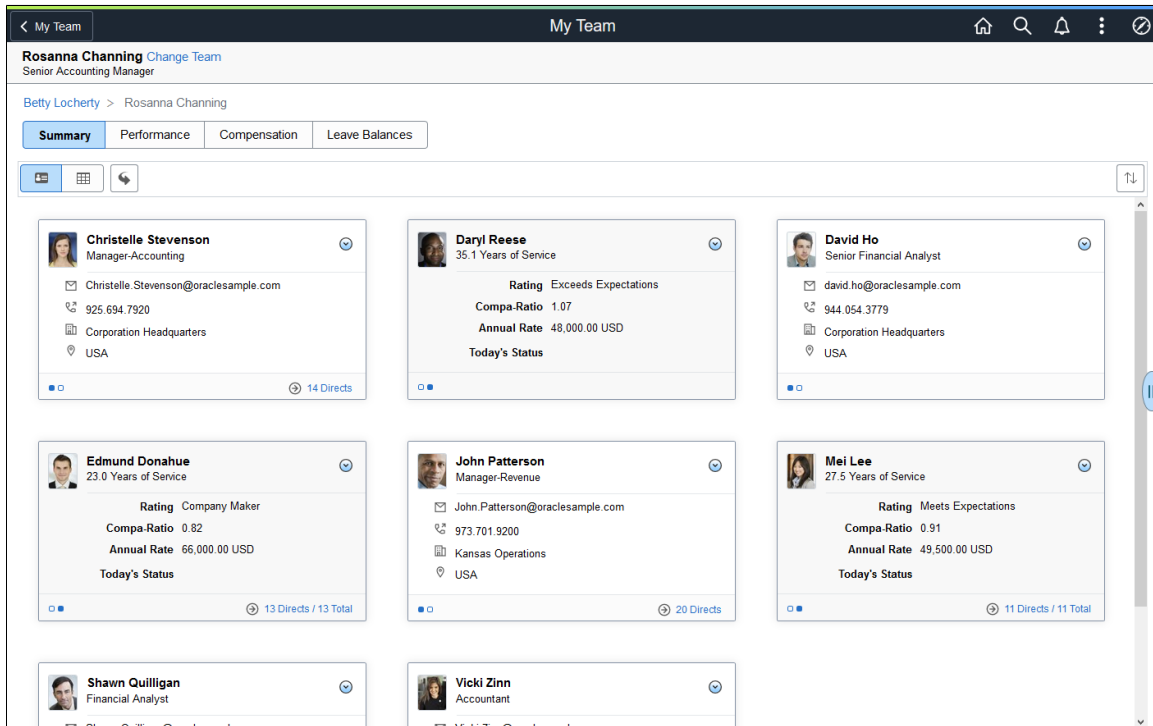 My Team
My Team
Rosanna Channing Change Team
Senior Accounting Manager
Betty Locherty > Rosanna Channing
Summary Performance Compensation Leave Balances
Christelle Stevenson
Manager-Accounting
Christelle.Stevenson@oraclesample.com
925.694.7920
Corporation Headquarters
USA
14 Directs
Daryl Reese
35.1 Years of Service
Rating Exceeds Expectations
Compa-Ratio 1.07
Annual Rate 48,000.00 USD
Today's Status
David Ho
Senior Financial Analyst
david.ho@oraclesample.com
944.054.3779
Corporation Headquarters
USA
Edmund Donahue
23.0 Years of Service
Rating Company Maker
Compa-Ratio 0.82
Annual Rate 66,000.00 USD
Today's Status
13 Directs / 13 Total
John Patterson
Manager-Revenue
John.Patterson@oraclesample.com
973.701.9200
Kansas Operations
USA
20 Directs
Mei Lee
27.5 Years of Service
Rating Meets Expectations
Compa-Ratio 0.91
Annual Rate 49,500.00 USD
Today's Status
11 Directs / 11 Total
Shawn Quilligan
Financial Analyst
Vicki Zinn
Accountant